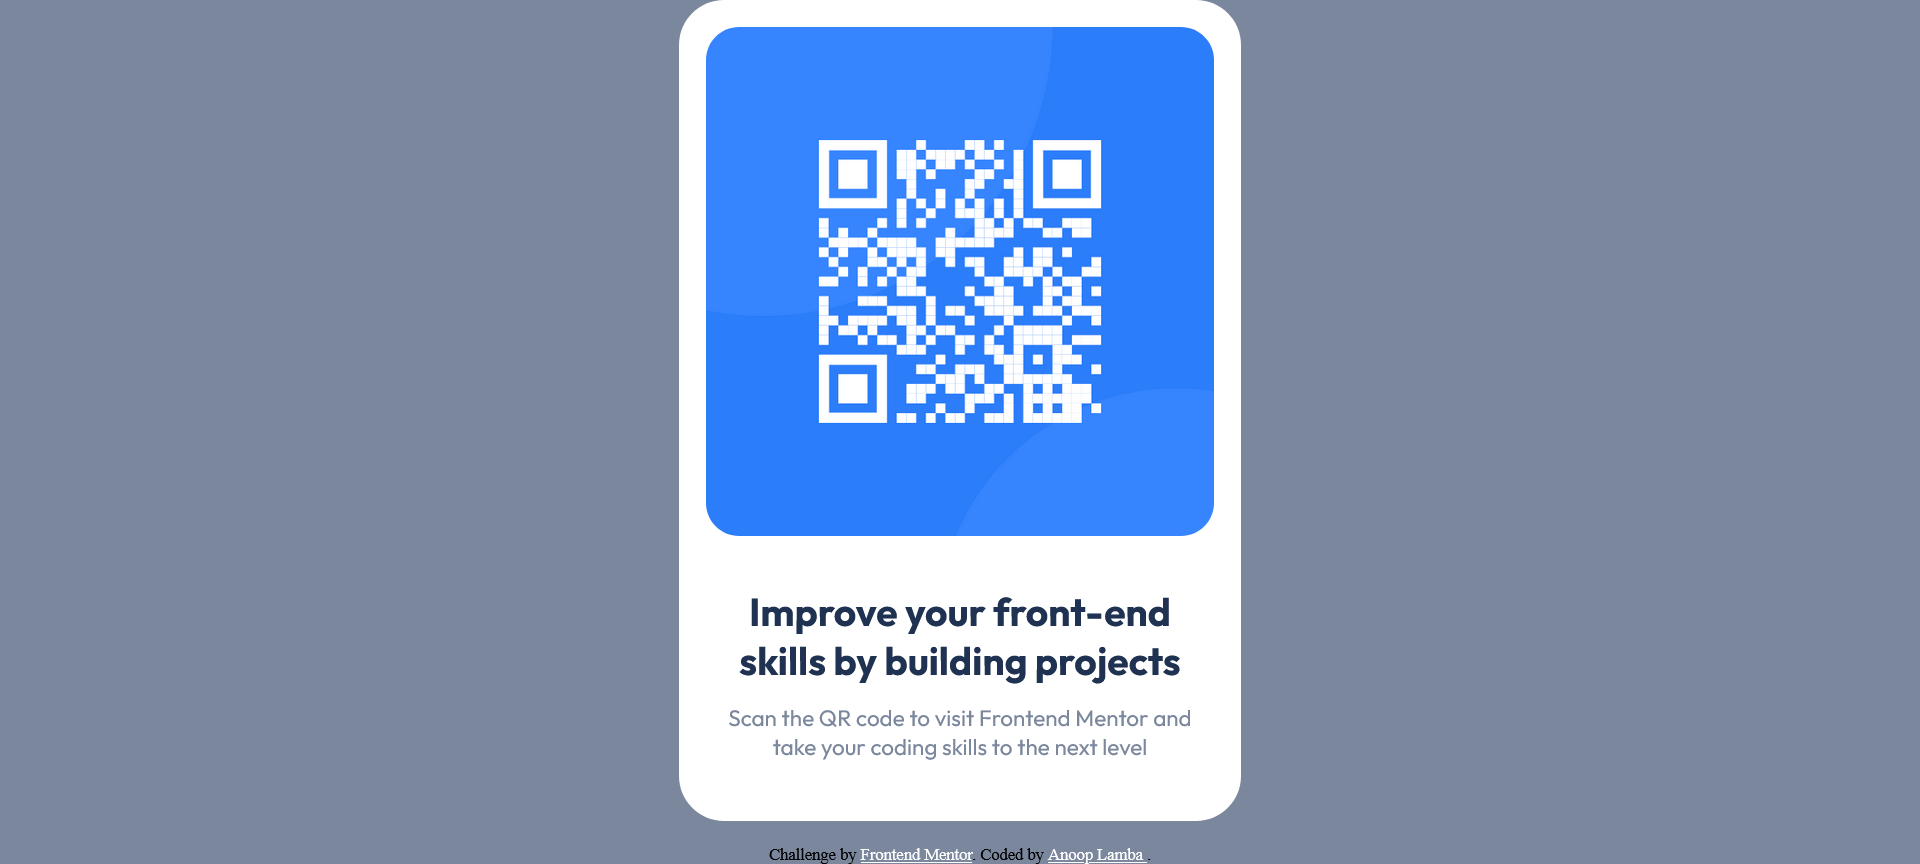 Improve your front-end
skills by building projects
Scan the QR code to visit Frontend Mentor and
take your coding skills to the next level
Challenge by Frontend Mentor. Coded by Anoop Lamba .